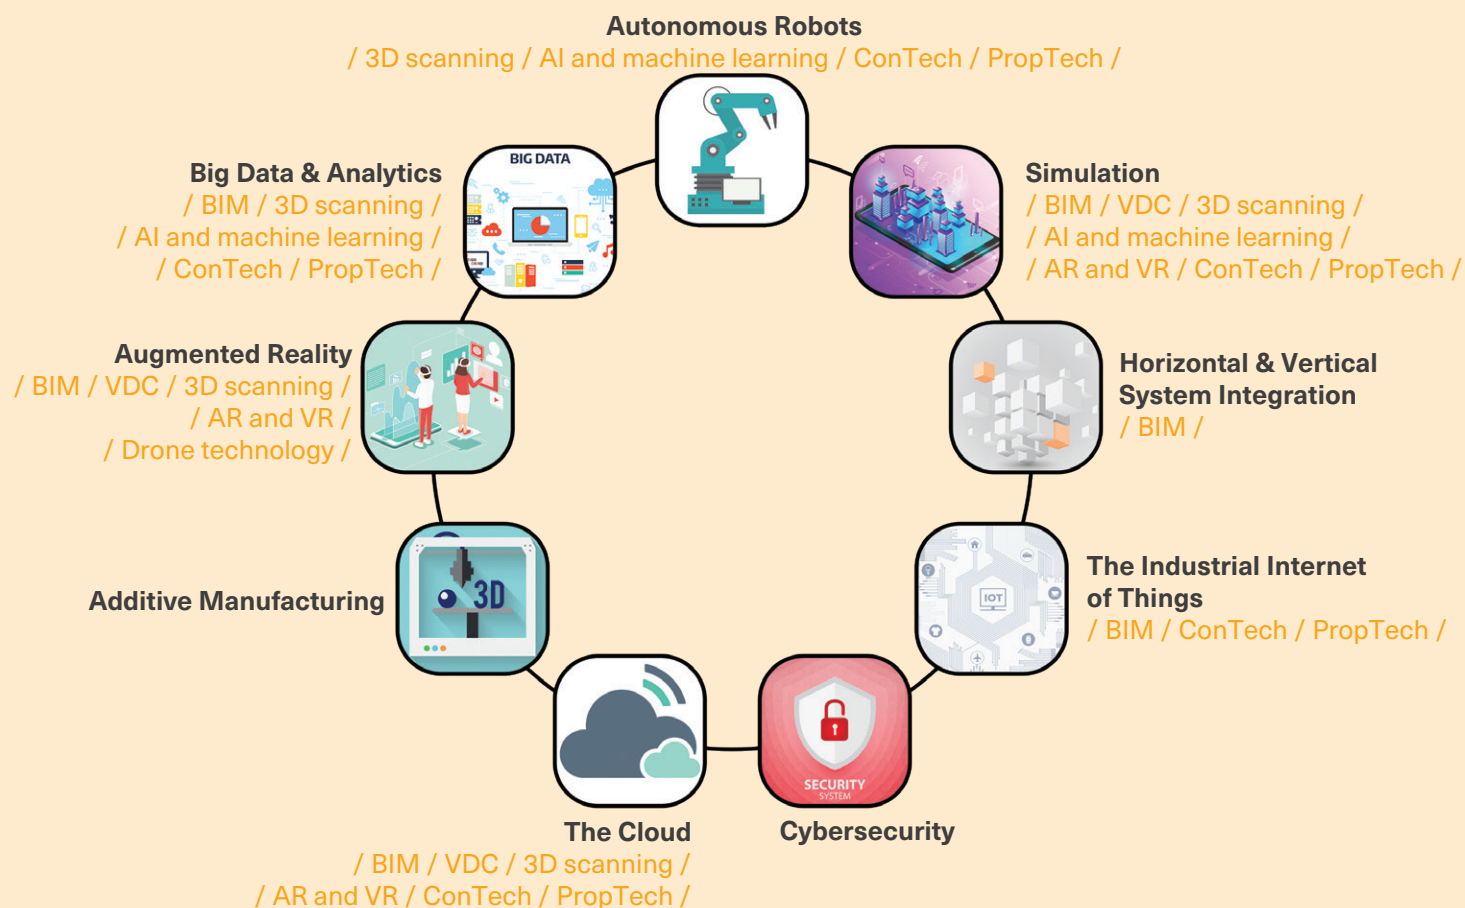 Autonomous Robots
/ 3D scanning / AI and machine learning / ConTech / PropTech /
Big Data & Analytics
/ BIM / 3D scanning /
/ AI and machine learning /
/ ConTech / PropTech /
BIG DATA
Simulation
/ BIM / VDC / 3D scanning /
/ AI and machine learning /
/ AR and VR / ConTech / PropTech /
Augmented Reality
/ BIM / VDC / 3D scanning /
/ AR and VR /
/ Drone technology /
Horizontal & Vertical
System Integration
/ BIM /
Additive Manufacturing
3D
IOT
The Industrial Internet
of Things
/ BIM / ConTech / PropTech /
SECURITY
SYSTEM
The Cloud
/ BIM / VDC / 3D scanning /
/ AR and VR / ConTech / PropTech /
Cybersecurity